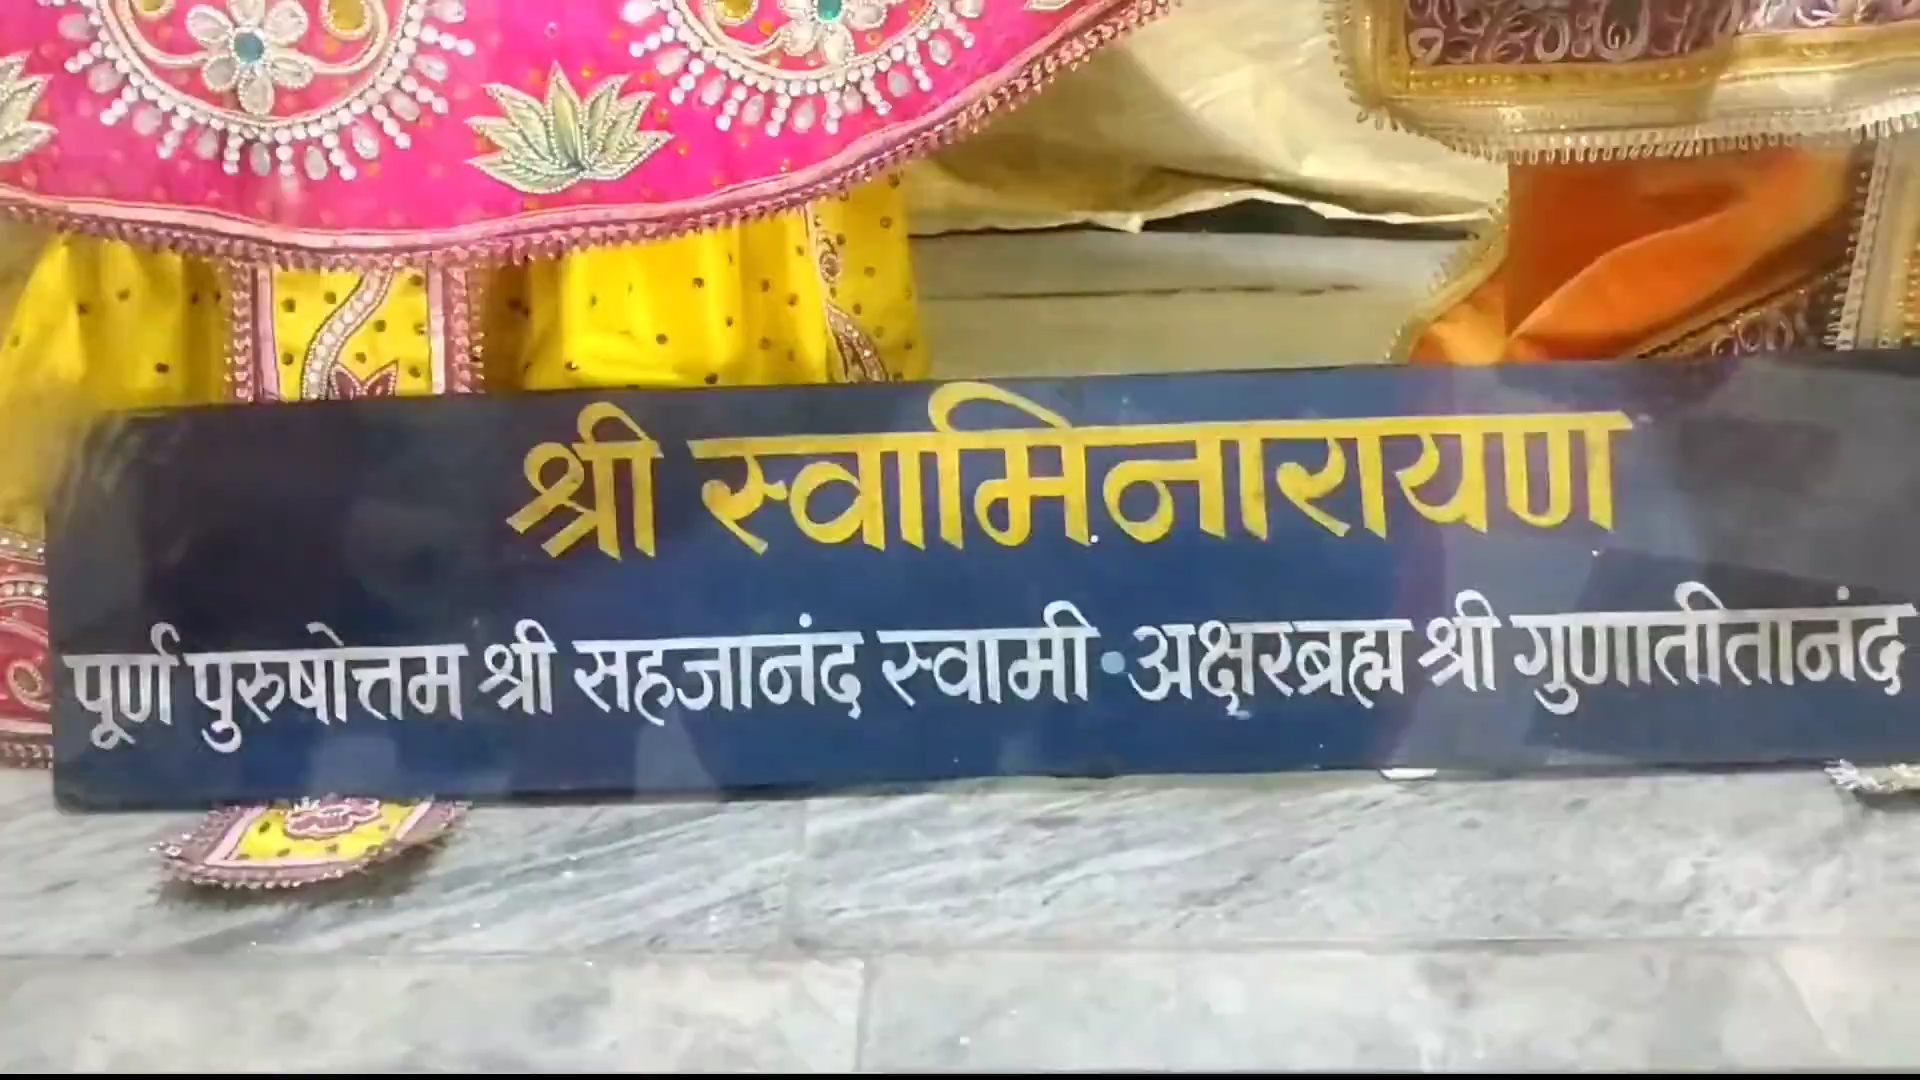 श्री स्वामिनारायण
पूर्ण पुरुषोत्तम श्री सहजानंद स्वामी • अक्षरब्रह्म श्री गुणातीतानंद